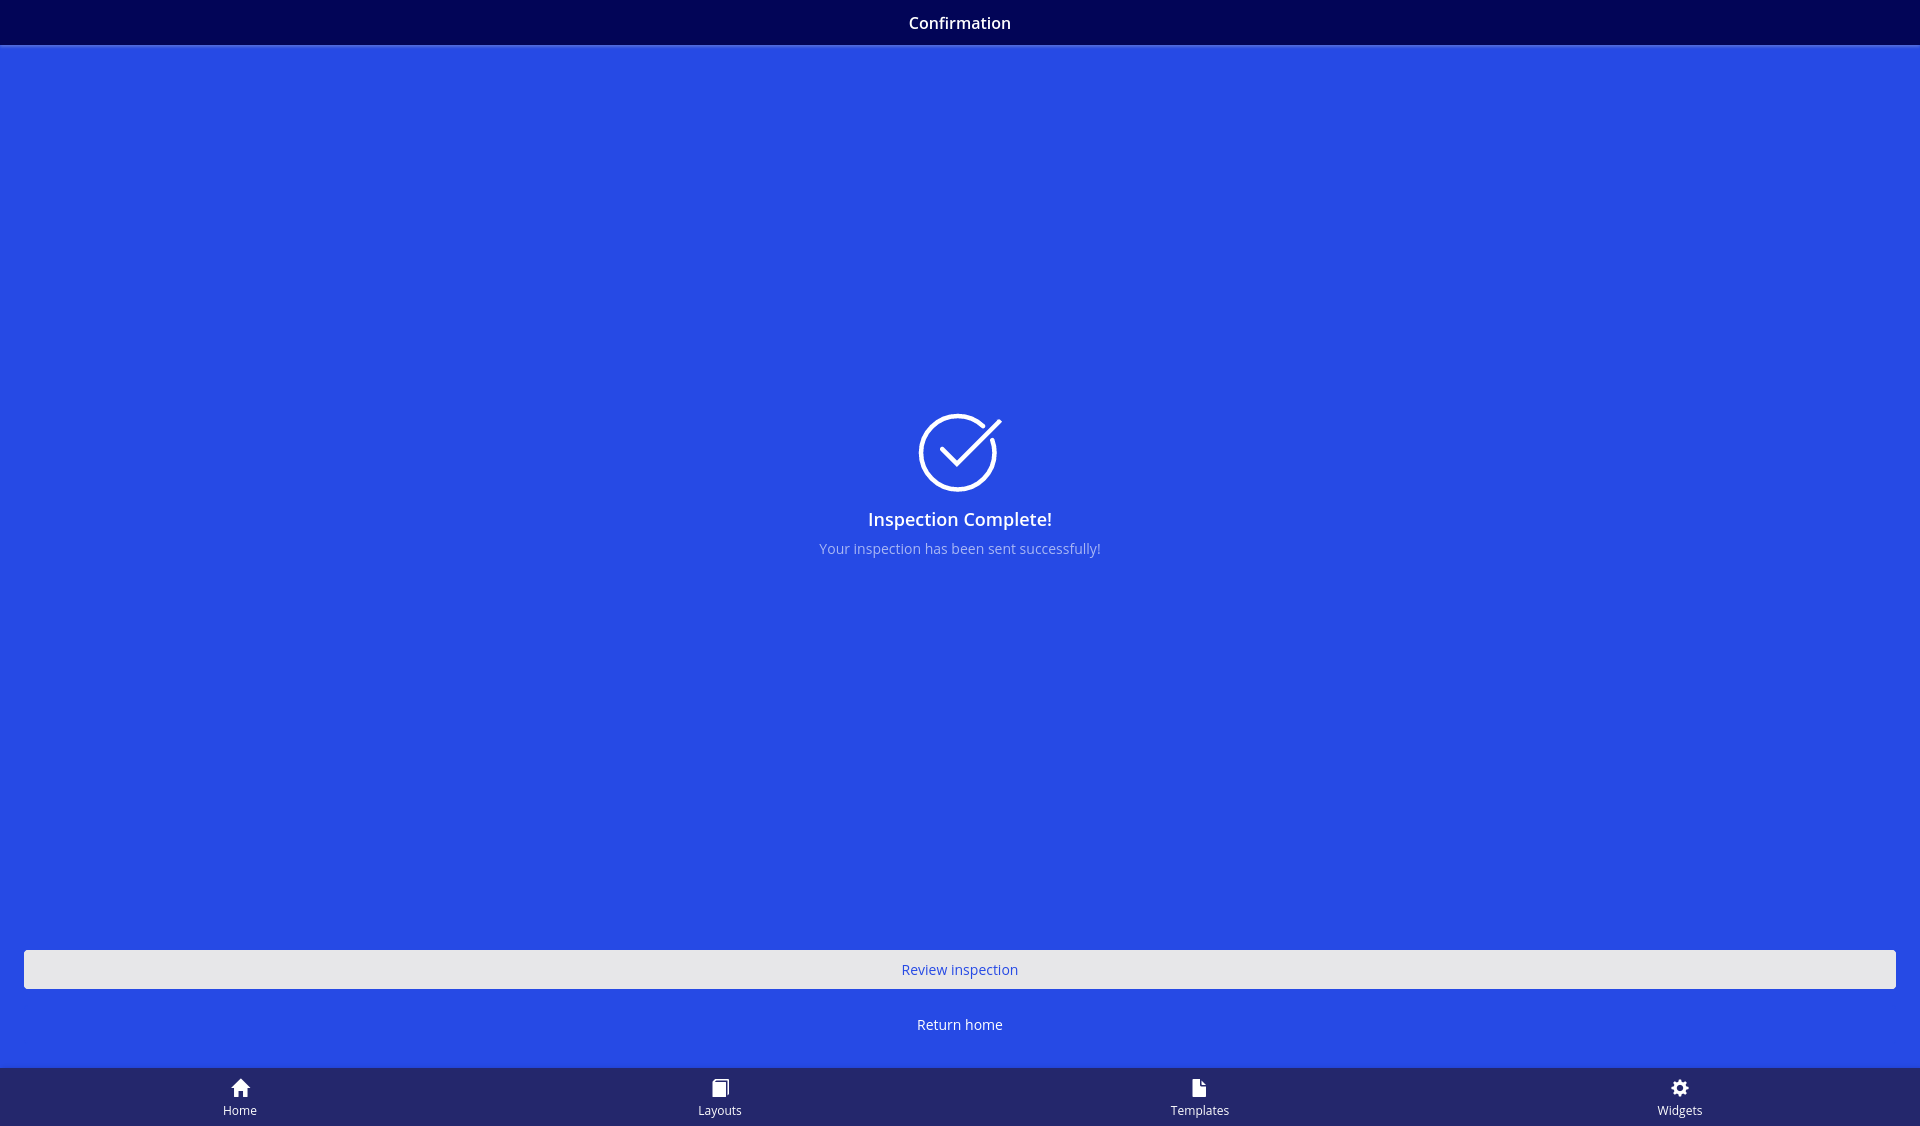 Confirmation
Inspection Complete!
Your inspection has been sent successfully!
Review inspection
Return home
Home
Layouts
Templates
Widgets